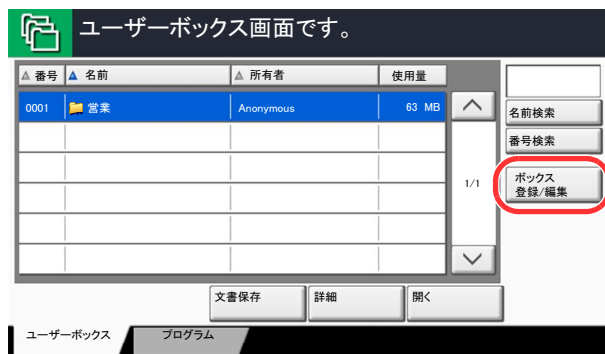 ユーザーボックス画面です。
番号 名前 所有者 使用量
0001 営業 Anonymous 63 MB
名前検索
番号検索
1/1
ボックス
登録/編集
文書保存 詳細 開く
ユーザーボックス プログラム